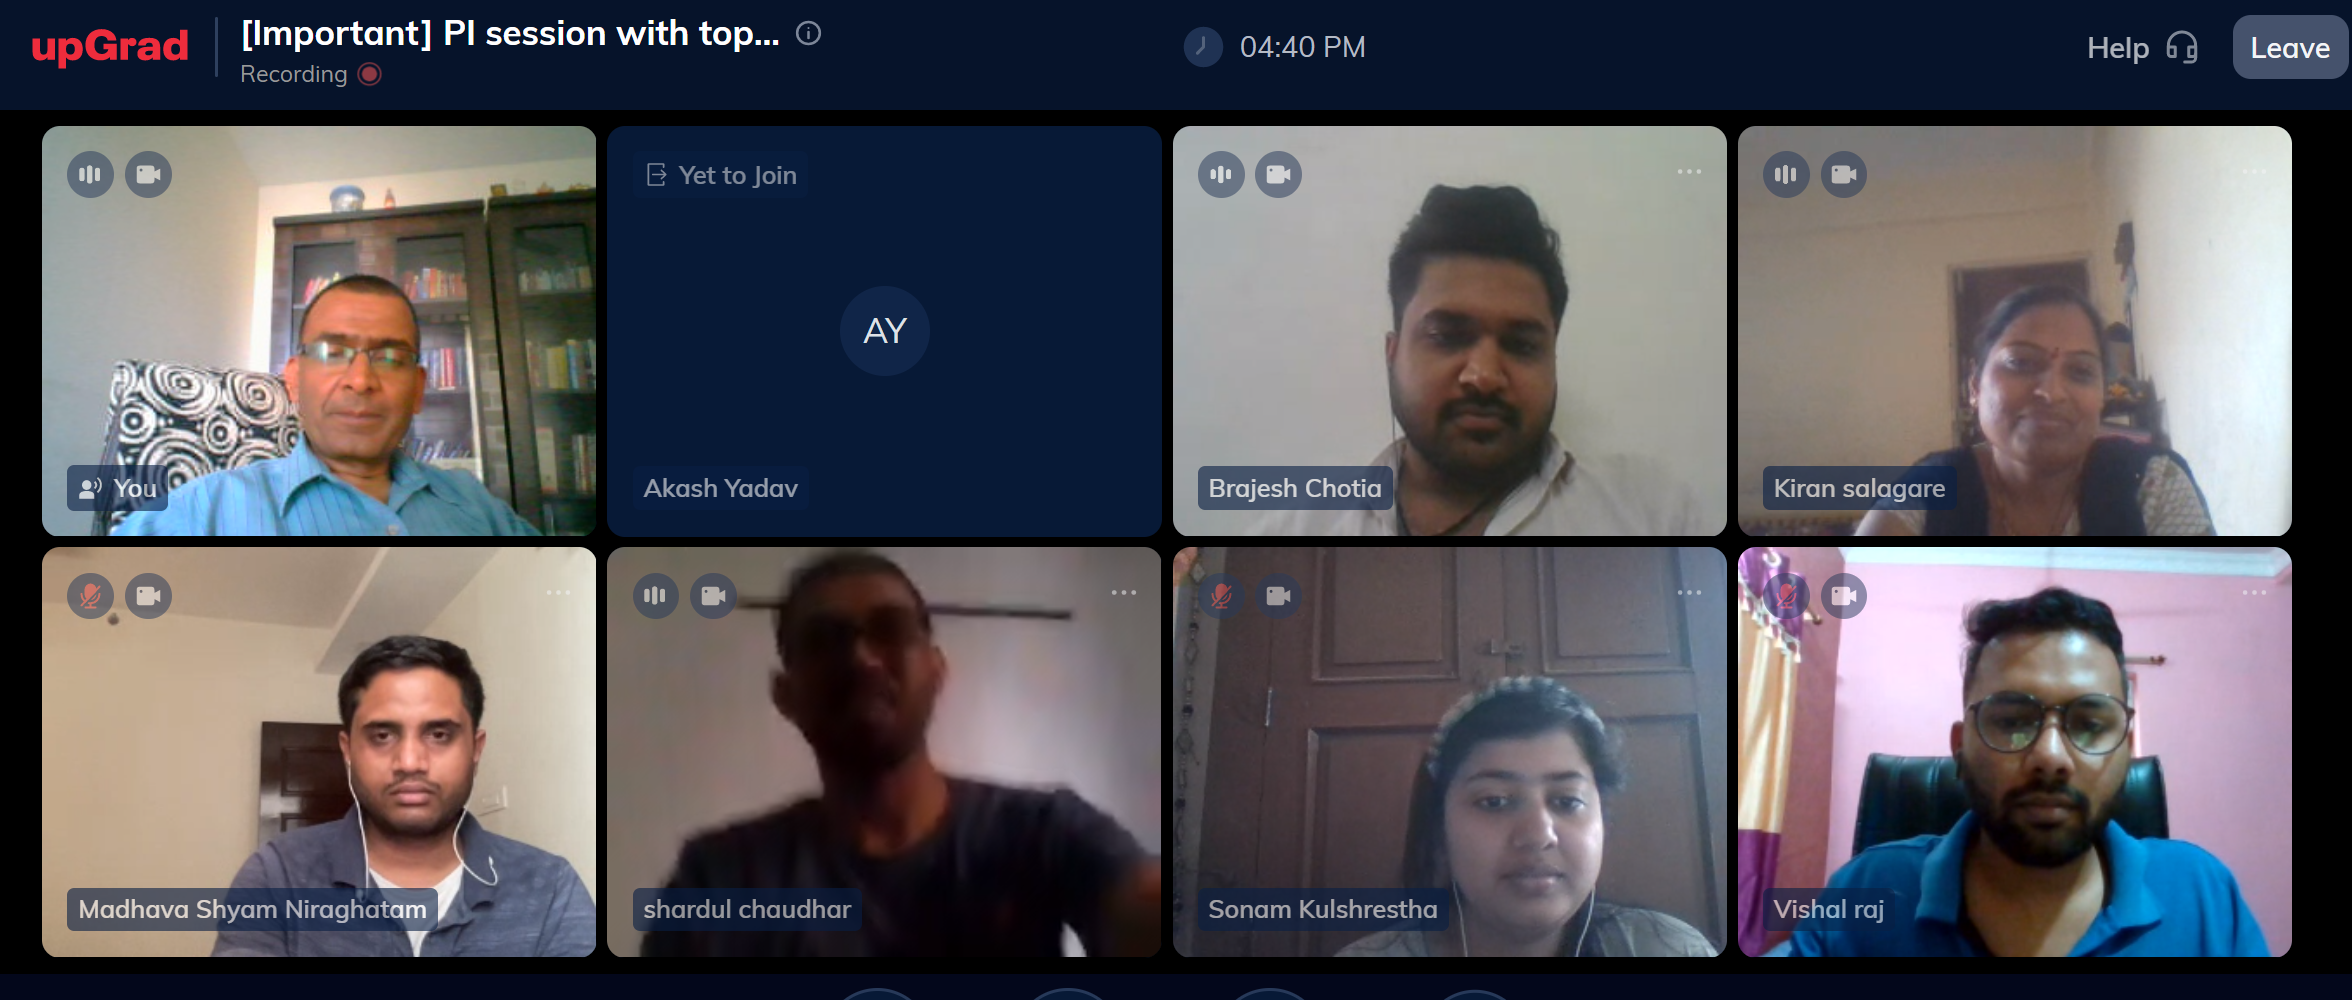 upGrad
[Important] PI session with top...
Recording
04:40 PM
Help
Leave
You
Yet to Join
AY
Akash Yadav
Brajesh Chotia
Kiran salagare
Madhava Shyam Niraghatam
shardul chaudhar
Sonam Kulshrestha
Vishal raj